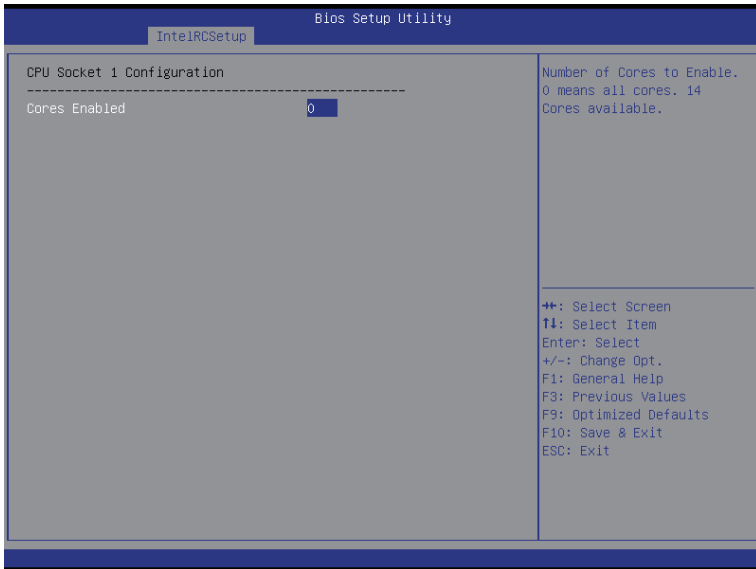 Bios Setup Utility
IntelRCSetup
CPU Socket 1 Configuration
--------------------------------------------------
Cores Enabled 0
Number of Cores to Enable.
0 means all cores. 14
Cores available.
→←: Select Screen
↑↓: Select Item
Enter: Select
+/-: Change Opt.
F1: General Help
F3: Previous Values
F9: Optimized Defaults
F10: Save & Exit
ESC: Exit